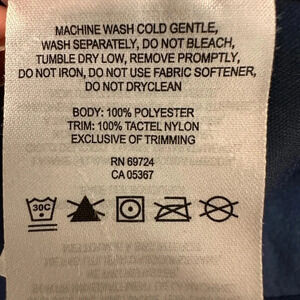 MACHINE WASH COLD GENTLE,
WASH SEPARATELY, DO NOT BLEACH,
TUMBLE DRY LOW, REMOVE PROMPTLY,
DO NOT IRON, DO NOT USE FABRIC SOFTENER,
DO NOT DRYCLEAN
BODY: 100% POLYESTER
TRIM: 100% TACTEL NYLON
EXCLUSIVE OF TRIMMING
RN 69724
CA 05367
30C